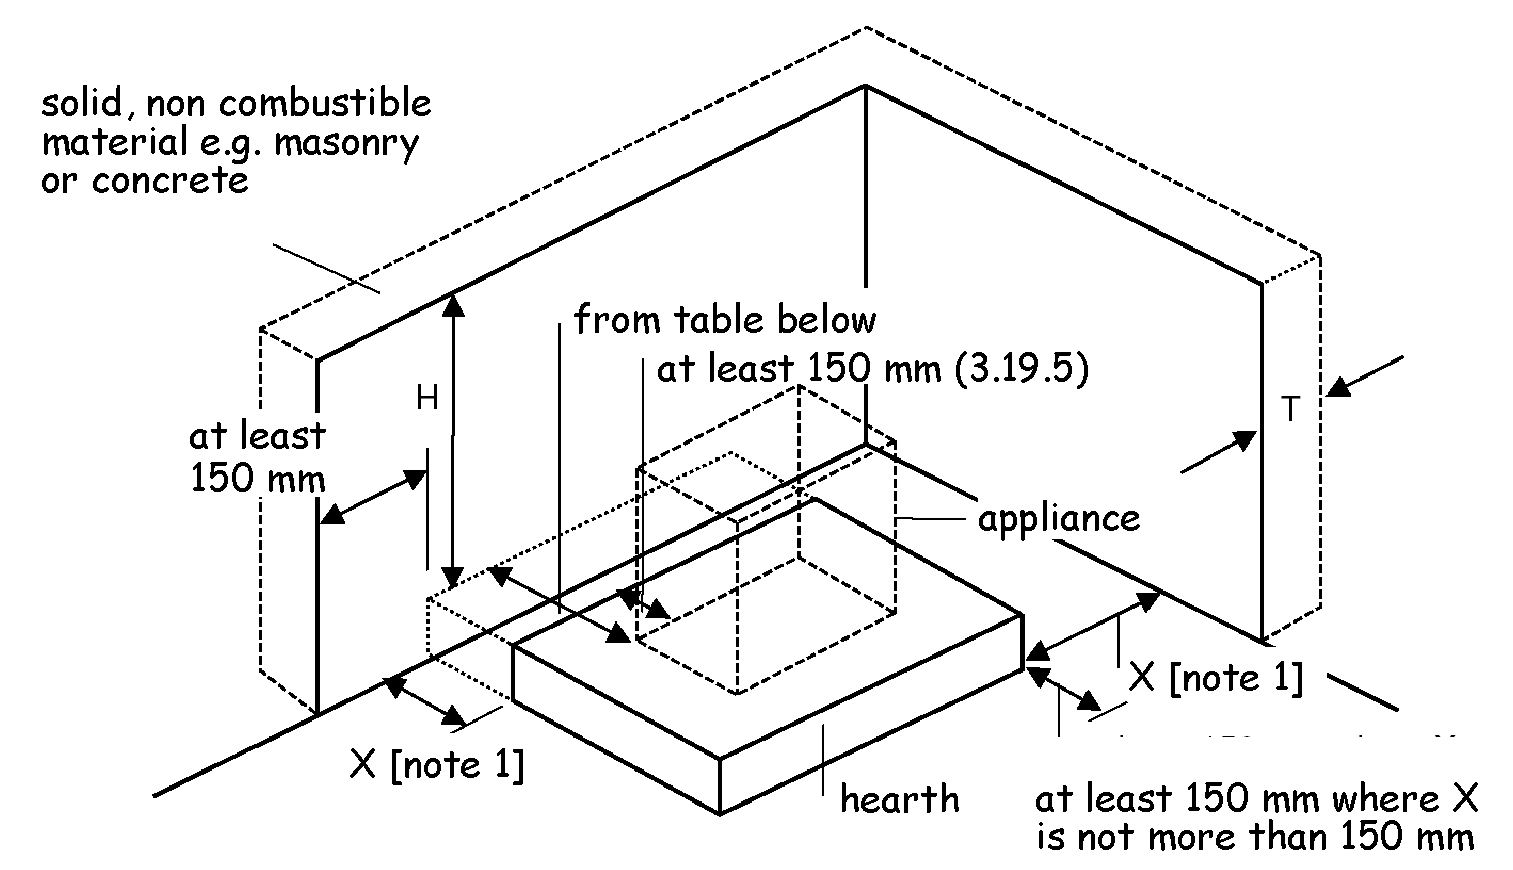 solid, non combustible
material e.g. masonry
or concrete
from table below
at least 150 mm (3.19.5)
H
T
at least
150 mm
appliance
X [note 1]
X [note 1]
hearth
at least 150 mm where X
is not more than 150 mm